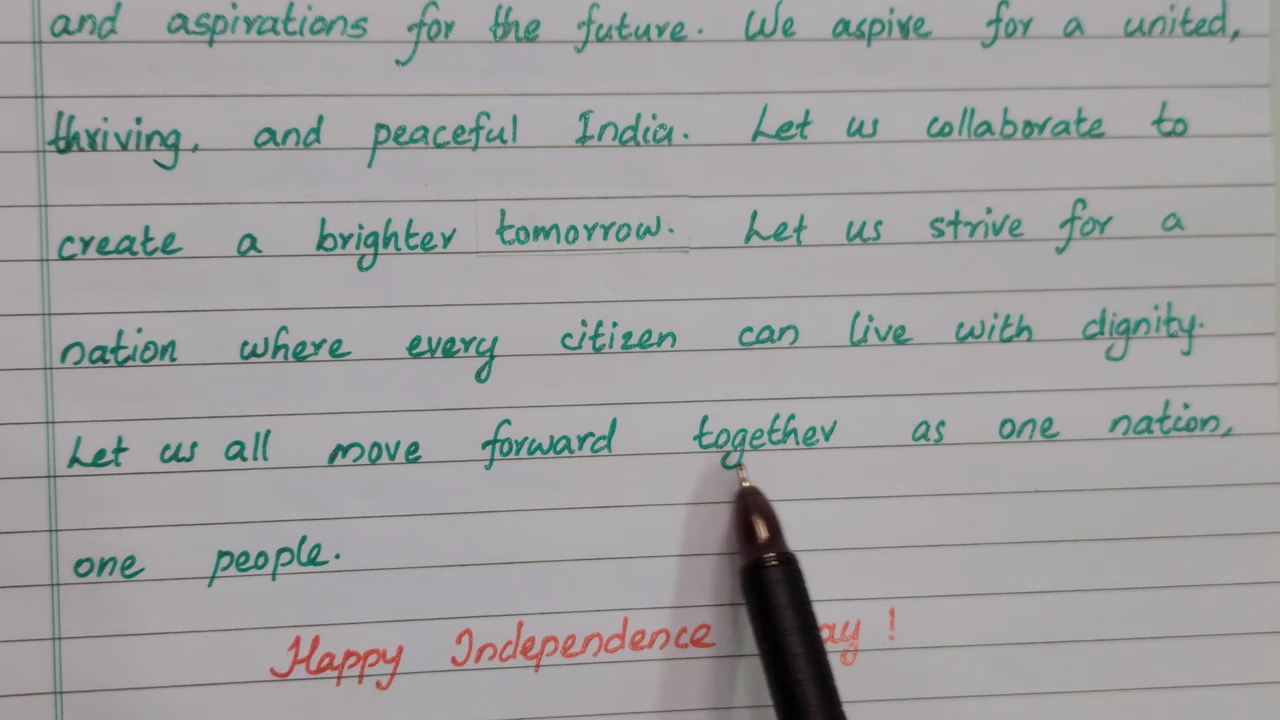 and aspirations for the future. We aspire for a united,
thriving, and peaceful India. Let us collaborate to
create a brighter tomorrow. Let us strive for a
nation where every citizen can live with dignity.
Let us all move forward together as one nation,
one people.
Happy Independence ay!